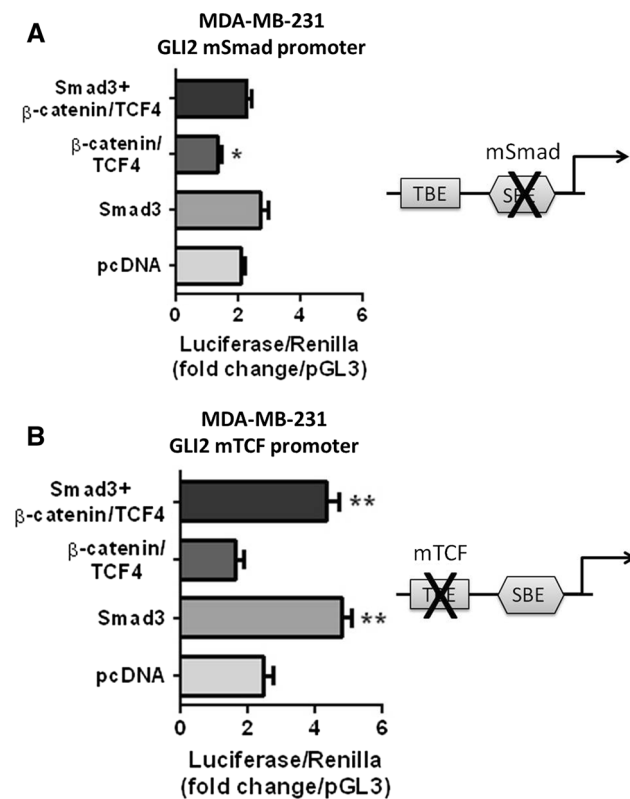 A
MDA-MB-231
GLI2 mSmad promoter
Smad3+
β-catenin/TCF4
β-catenin/
TCF4
*
Smad3
pcDNA
0 2 4 6
Luciferase/Renilla
(fold change/pGL3)
mSmad
TBE
SBE
B
MDA-MB-231
GLI2 mTCF promoter
Smad3+
β-catenin/TCF4
**
β-catenin/
TCF4
Smad3
**
pcDNA
0 2 4 6
Luciferase/Renilla
(fold change/pGL3)
mTCF
TBE
SBE